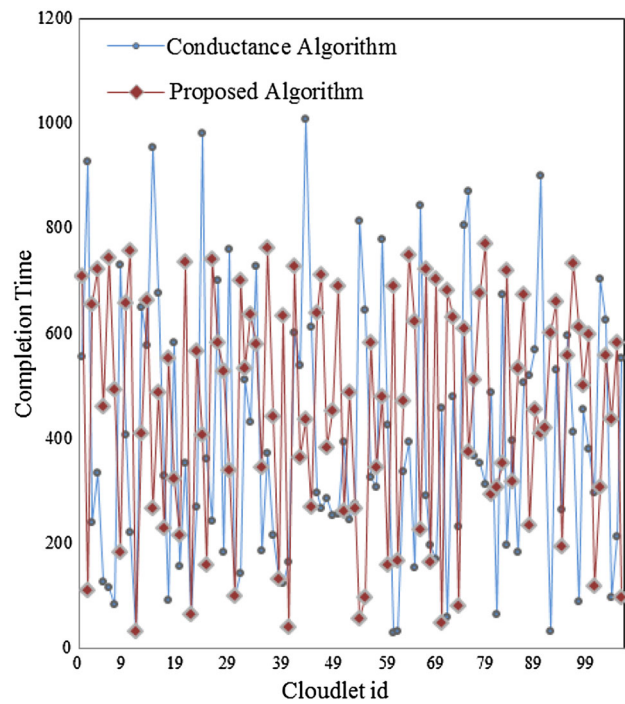 1200
Conductance Algorithm
Proposed Algorithm
1000
800
600
400
200
0
Completion Time
0 9 19 29 39 49 59 69 79 89 99
Cloudlet id